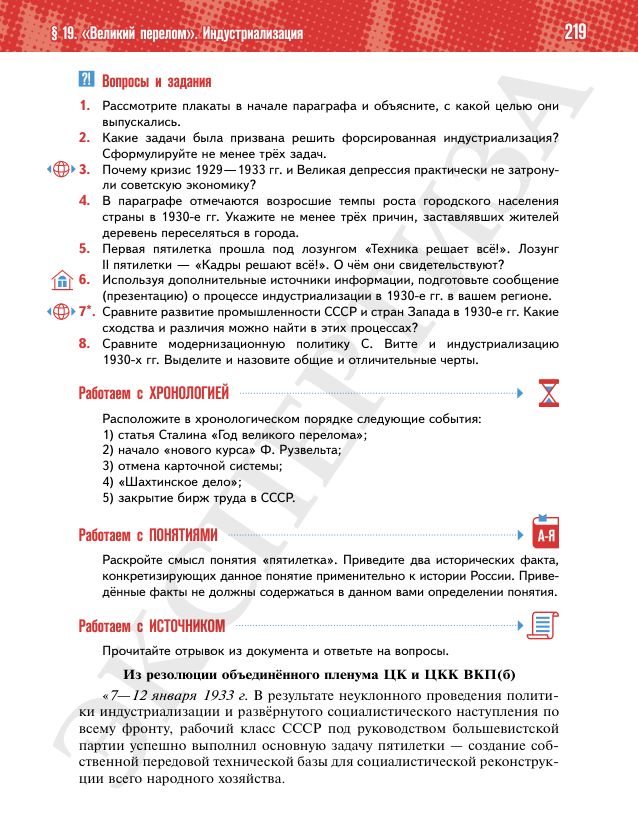 § 19. «Великий перелом». Индустриализация 219
?! Вопросы и задания
1. Рассмотрите плакаты в начале параграфа и объясните, с какой целью они
выпускались.
2. Какие задачи была призвана решить форсированная индустриализация?
Сформулируйте не менее трёх задач.
3. Почему кризис 1929—1933 гг. и Великая депрессия практически не затрону-
ли советскую экономику?
4. В параграфе отмечаются возросшие темпы роста городского населения
страны в 1930-е гг. Укажите не менее трёх причин, заставлявших жителей
деревень переселяться в города.
5. Первая пятилетка прошла под лозунгом «Техника решает всё!». Лозунг
II пятилетки — «Кадры решают всё!». О чём они свидетельствуют?
6. Используя дополнительные источники информации, подготовьте сообщение
(презентацию) о процессе индустриализации в 1930-е гг. в вашем регионе.
7*. Сравните развитие промышленности СССР и стран Запада в 1930-е гг. Какие
сходства и различия можно найти в этих процессах?
8. Сравните модернизационную политику С. Витте и индустриализацию
1930-х гг. Выделите и назовите общие и отличительные черты.
Работаем с ХРОНОЛОГИЕЙ
Расположите в хронологическом порядке следующие события:
1) статья Сталина «Год великого перелома»;
2) начало «нового курса» Ф. Рузвельта;
3) отмена карточной системы;
4) «Шахтинское дело»;
5) закрытие бирж труда в СССР.
Работаем с ПОНЯТИЯМИ А-Я
Раскройте смысл понятия «пятилетка». Приведите два исторических факта,
конкретизирующих данное понятие применительно к истории России. Приве-
дённые факты не должны содержаться в данном вами определении понятия.
Работаем с ИСТОЧНИКОМ
Прочитайте отрывок из документа и ответьте на вопросы.
Из резолюции объединённого пленума ЦК и ЦКК ВКП(б)
«7—12 января 1933 г. В результате неуклонного проведения полити-
ки индустриализации и развёрнутого социалистического наступления по
всему фронту, рабочий класс СССР под руководством большевистской
партии успешно выполнил основную задачу пятилетки — создание соб-
ственной передовой технической базы для социалистической реконструк-
ции всего народного хозяйства.
ЭКСПЕРТИЗА